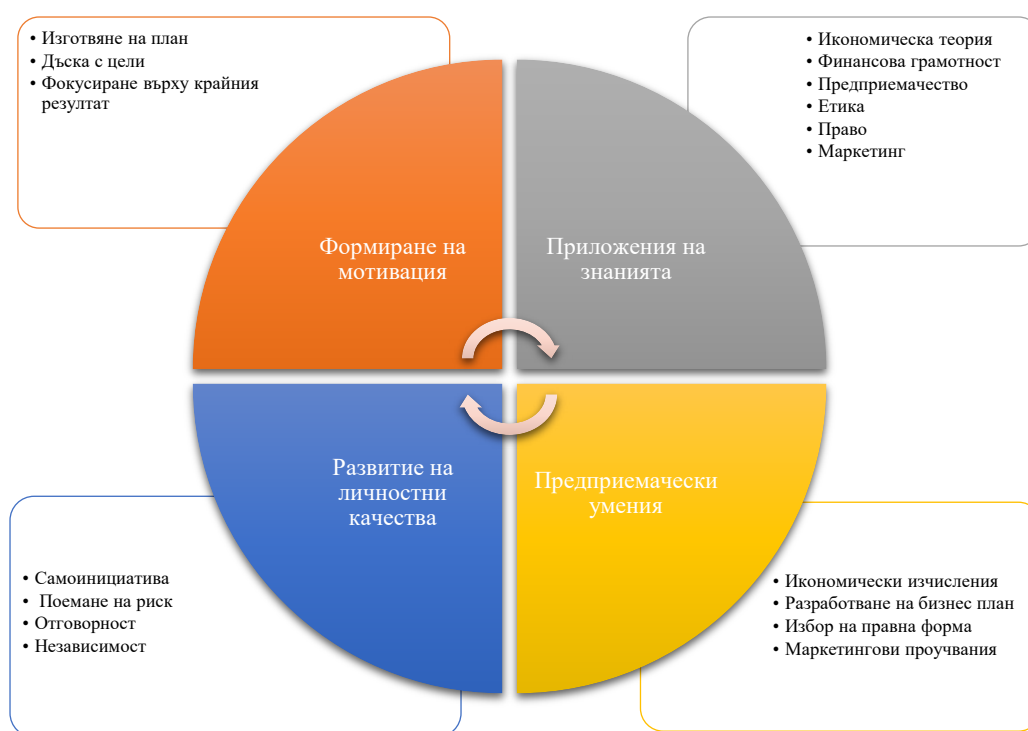 • Изготвяне на план
• Дъска с цели
• Фокусиране върху крайния
резултат
• Икономическа теория
• Финансова грамотност
• Предприемачество
• Етика
• Право
• Маркетинг
Формиране на
мотивация
Приложения на
знанията
Развитие на
личностни
качества
Предприемачески
умения
• Самоинициатива
• Поемане на риск
• Отговорност
• Независимост
• Икономически изчисления
• Разработване на бизнес план
• Избор на правна форма
• Маркетингови проучвания